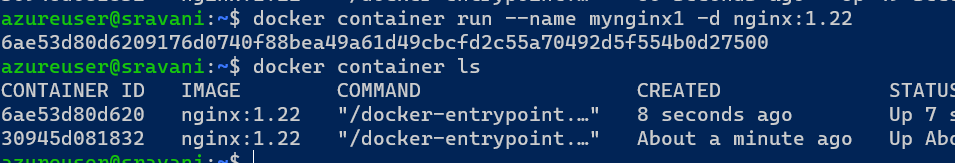 azureuser@sravani:~$ docker container run --name mynginx1 -d nginx:1.22
6ae53d80d6209176d0740f88bea49a61d49cbcfd2c55a70492d5f554b0d27500
azureuser@sravani:~$ docker container ls
CONTAINER ID   IMAGE        COMMAND                  CREATED              STATUS
6ae53d80d620   nginx:1.22   "/docker-entrypoint.…"   8 seconds ago        Up 7 s
30945d081832   nginx:1.22   "/docker-entrypoint.…"   About a minute ago   Up Abo
azureuser@sravani:~$